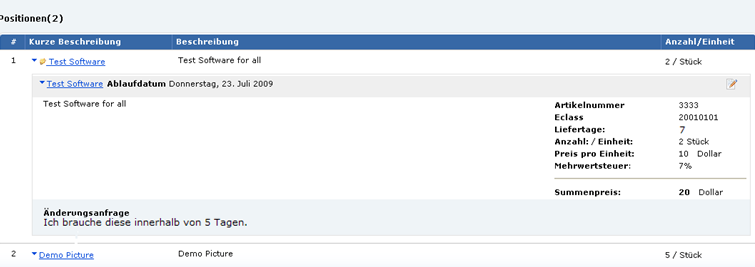 Positionen(2)
# Kurze Beschreibung Beschreibung Anzahl/Einheit
1 Test Software Test Software for all 2 / Stück
Test Software Ablaufdatum Donnerstag, 23. Juli 2009
Test Software for all Artikelnummer 3333
Eclass 20010101
Liefertage: 7
Anzahl: / Einheit: 2 Stück
Preis pro Einheit: 10 Dollar
Mehrwertsteuer: 7%
Summenpreis: 20 Dollar
Änderungsanfrage
Ich brauche diese innerhalb von 5 Tagen.
2 Demo Picture Demo Picture 5 / Stück